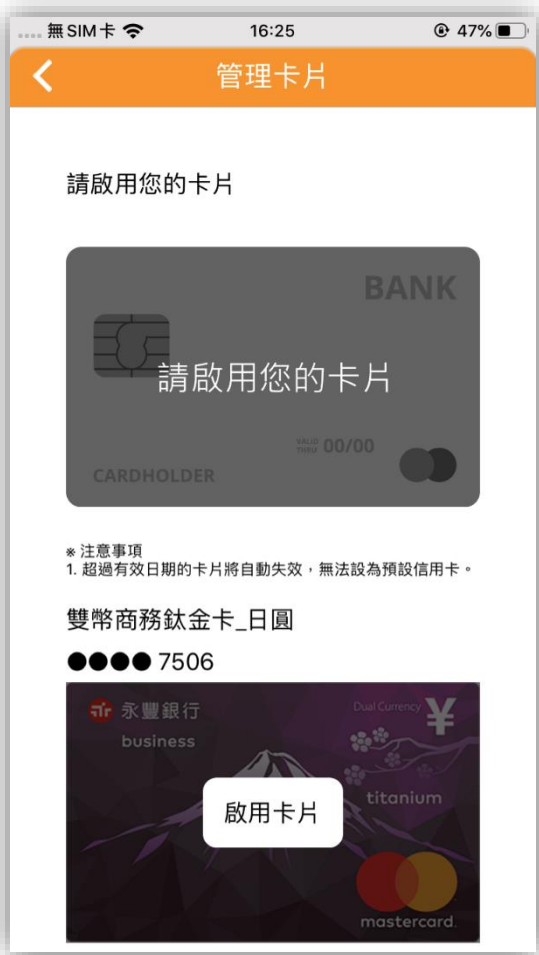 無SIM卡 16:25 47%
管理卡片
請啟用您的卡片
BANK
請啟用您的卡片
VALID THRU 00/00
CARDHOLDER
※ 注意事項
1. 超過有效日期的卡片將自動失效，無法設為預設信用卡。
雙幣商務鈦金卡_日圓
●●●● 7506
永豐銀行 Dual Currency ¥
business
titanium
啟用卡片
mastercard.